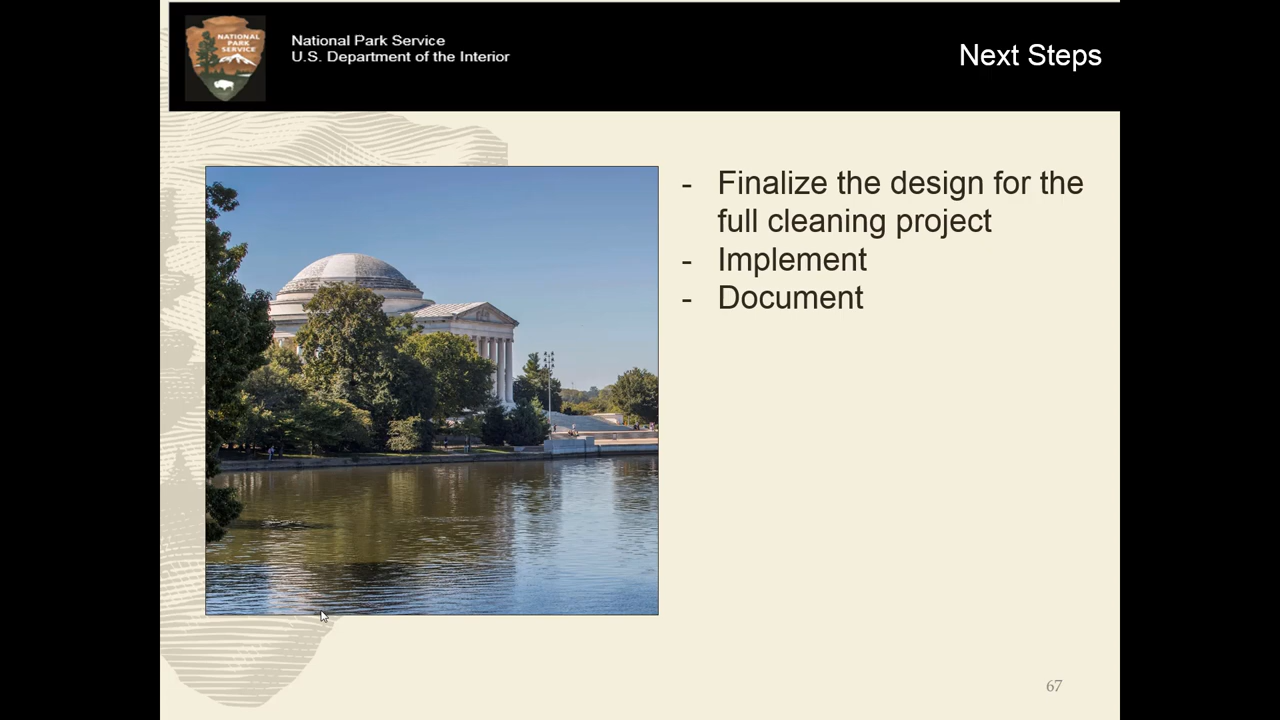 NATIONAL
PARK
SERVICE
National Park Service
U.S. Department of the Interior
Next Steps
- Finalize the design for the
full cleaning project
- Implement
- Document
67